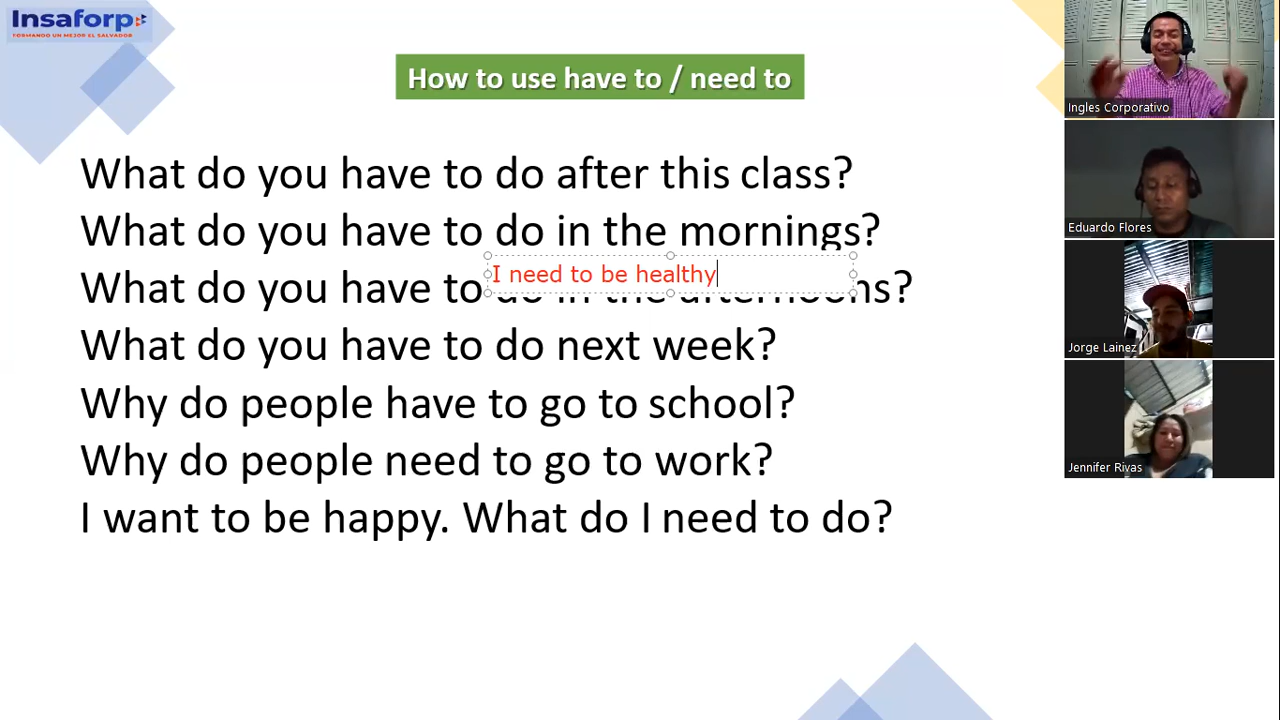 Insaforp
FORMANDO UN MEJOR EL SALVADOR
How to use have to / need to
What do you have to do after this class?
What do you have to do in the mornings?
I need to be healthy
What do you have to do in the afternoons?
What do you have to do next week?
Why do people have to go to school?
Why do people need to go to work?
I want to be happy. What do I need to do?
Ingles Corporativo
Eduardo Flores
Jorge Lainez
Jennifer Rivas